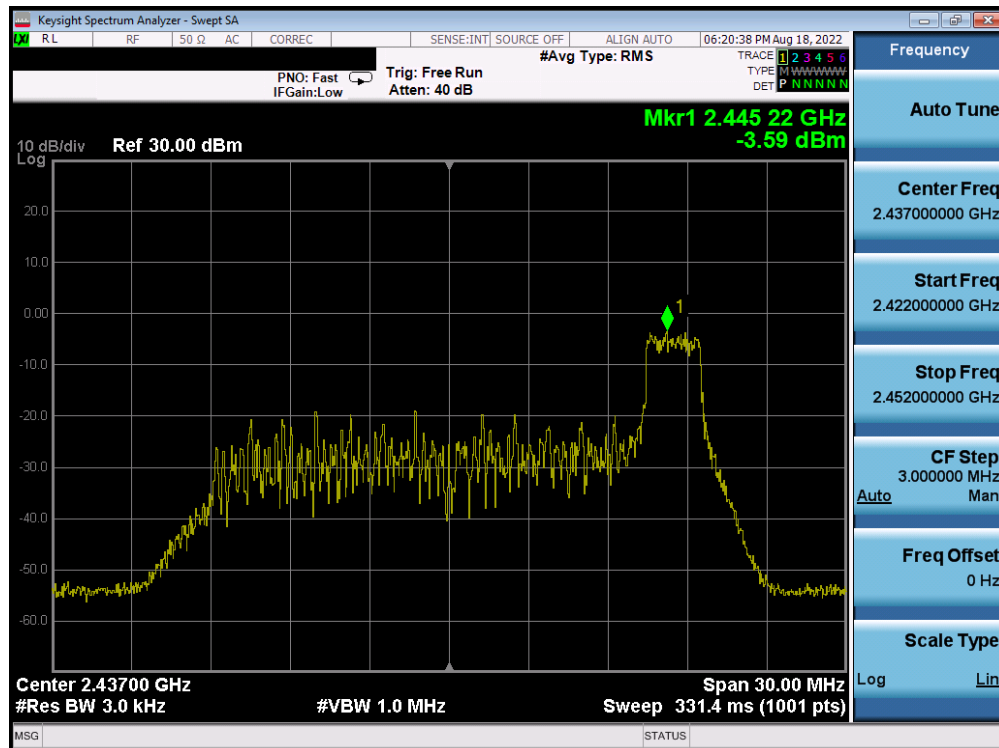 Keysight Spectrum Analyzer - Swept SA
LXI RL RF 50 Ω AC CORREC SENSE:INT SOURCE OFF ALIGN AUTO 06:20:38 PM Aug 18, 2022
#Avg Type: RMS
TRACE 1 2 3 4 5 6
TYPE M WWWWW
DET P N N N N N
PNO: Fast
IFGain:Low
Trig: Free Run
Atten: 40 dB
Mkr1 2.445 22 GHz
-3.59 dBm
10 dB/div Ref 30.00 dBm
Log
20.0
10.0
0.00
-10.0
-20.0
-30.0
-40.0
-50.0
-60.0
1
Center 2.43700 GHz Span 30.00 MHz
#Res BW 3.0 kHz #VBW 1.0 MHz Sweep 331.4 ms (1001 pts)
MSG STATUS
Frequency
Auto Tune
Center Freq
2.437000000 GHz
Start Freq
2.422000000 GHz
Stop Freq
2.452000000 GHz
CF Step
3.000000 MHz
Auto Man
Freq Offset
0 Hz
Scale Type
Log Lin